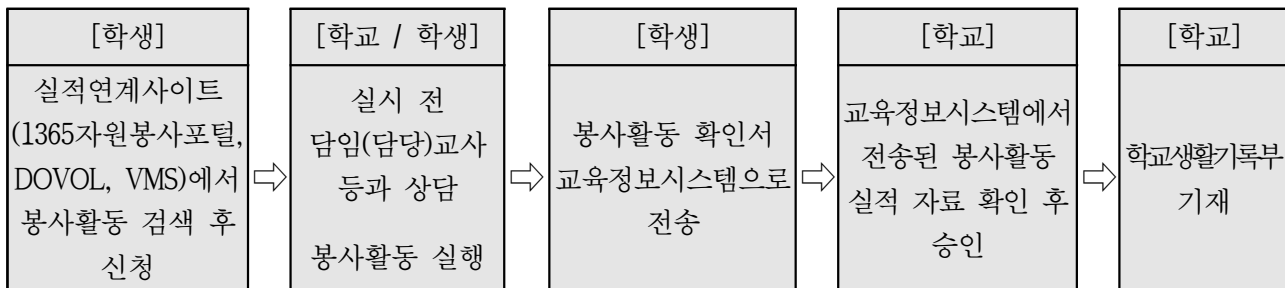 [학생]
실적연계사이트
(1365자원봉사포털,
DOVOL, VMS)에서
봉사활동 검색 후
신청
[학교 / 학생]
실시 전
담임(담당)교사
등과 상담
봉사활동 실행
[학생]
봉사활동 확인서
교육정보시스템으로
전송
[학교]
교육정보시스템에서
전송된 봉사활동
실적 자료 확인 후
승인
[학교]
학교생활기록부
기재